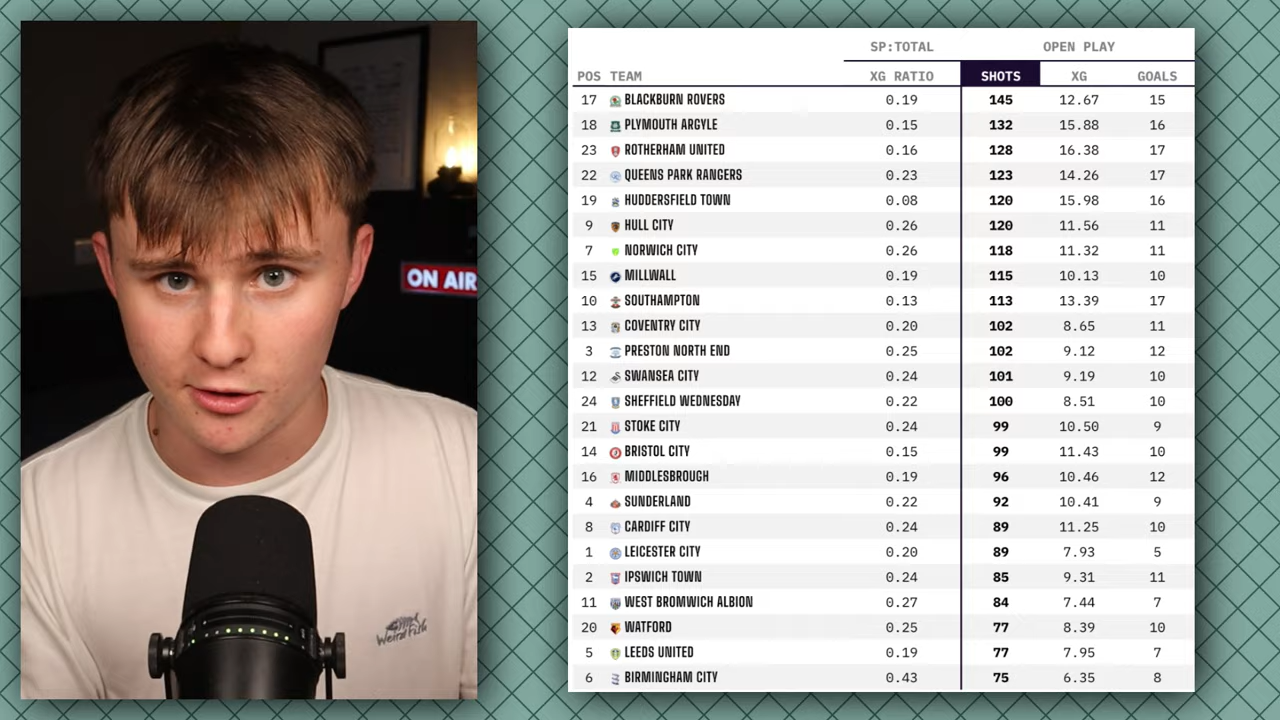 ON AIR
Weird Fish
SP:TOTAL OPEN PLAY
POS TEAM XG RATIO SHOTS XG GOALS
17 BLACKBURN ROVERS 0.19 145 12.67 15
18 PLYMOUTH ARGYLE 0.15 132 15.88 16
23 ROTHERHAM UNITED 0.16 128 16.38 17
22 QUEENS PARK RANGERS 0.23 123 14.26 17
19 HUDDERSFIELD TOWN 0.08 120 15.98 16
9 HULL CITY 0.26 120 11.56 11
7 NORWICH CITY 0.26 118 11.32 11
15 MILLWALL 0.19 115 10.13 10
10 SOUTHAMPTON 0.13 113 13.39 17
13 COVENTRY CITY 0.20 102 8.65 11
3 PRESTON NORTH END 0.25 102 9.12 12
12 SWANSEA CITY 0.24 101 9.19 10
24 SHEFFIELD WEDNESDAY 0.22 100 8.51 10
21 STOKE CITY 0.24 99 10.50 9
14 BRISTOL CITY 0.15 99 11.43 10
16 MIDDLESBROUGH 0.19 96 10.46 12
4 SUNDERLAND 0.22 92 10.41 9
8 CARDIFF CITY 0.24 89 11.25 10
1 LEICESTER CITY 0.20 89 7.93 5
2 IPSWICH TOWN 0.24 85 9.31 11
11 WEST BROMWICH ALBION 0.27 84 7.44 7
20 WATFORD 0.25 77 8.39 10
5 LEEDS UNITED 0.19 77 7.95 7
6 BIRMINGHAM CITY 0.43 75 6.35 8